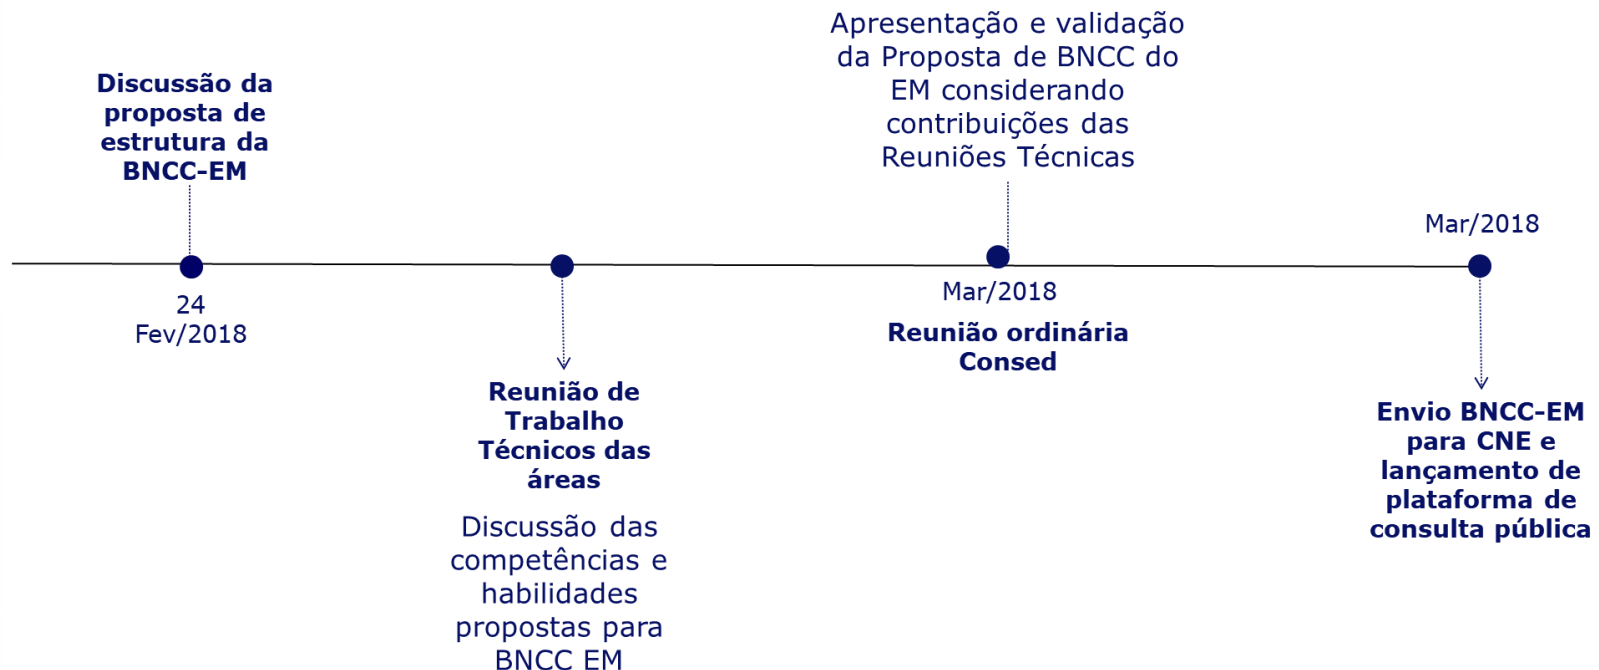 Discussão da
proposta de
estrutura da
BNCC-EM
24
Fev/2018
Reunião de
Trabalho
Técnicos das
áreas
Discussão das
competências e
habilidades
propostas para
BNCC EM
Apresentação e validação
da Proposta de BNCC do
EM considerando
contribuições das
Reuniões Técnicas
Mar/2018
Reunião ordinária
Consed
Mar/2018
Envio BNCC-EM
para CNE e
lançamento de
plataforma de
consulta pública